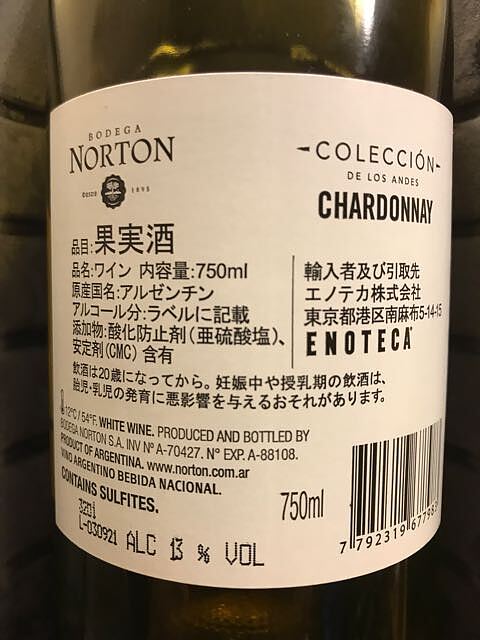 BODEGA
NORTON
DESDE 1895
COLECCIÓN
DE LOS ANDES
CHARDONNAY
品目:果実酒
品名:ワイン 内容量:750ml
原産国名:アルゼンチン
アルコール分:ラベルに記載
添加物:酸化防止剤(亜硫酸塩)、
安定剤(CMC)含有
輸入者及び引取先
エノテカ株式会社
東京都港区南麻布5-14-15
ENOTECA
飲酒は20歳になってから。妊娠中や授乳期の飲酒は、
胎児・乳児の発育に悪影響を与えるおそれがあります。
12°C / 54°F. WHITE WINE. PRODUCED AND BOTTLED BY
BODEGA NORTON S.A. INV Nº A-70427. N° EXP. A-88108.
PRODUCT OF ARGENTINA. www.norton.com.ar
VINO ARGENTINO BEBIDA NACIONAL.
CONTAINS SULFITES.
750ml
3201
L-030921 ALC 13 % VOL
7 792319 67798